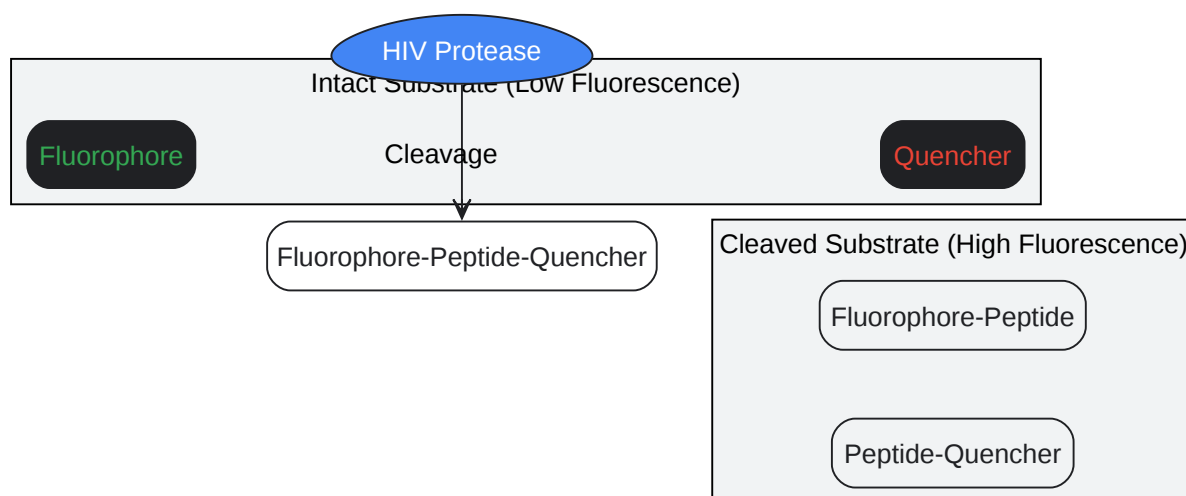 HIV Protease
Intact Substrate (Low Fluorescence)
Fluorophore
Cleavage
Quencher
Fluorophore-Peptide-Quencher
Cleaved Substrate (High Fluorescence)
Fluorophore-Peptide
Peptide-Quencher